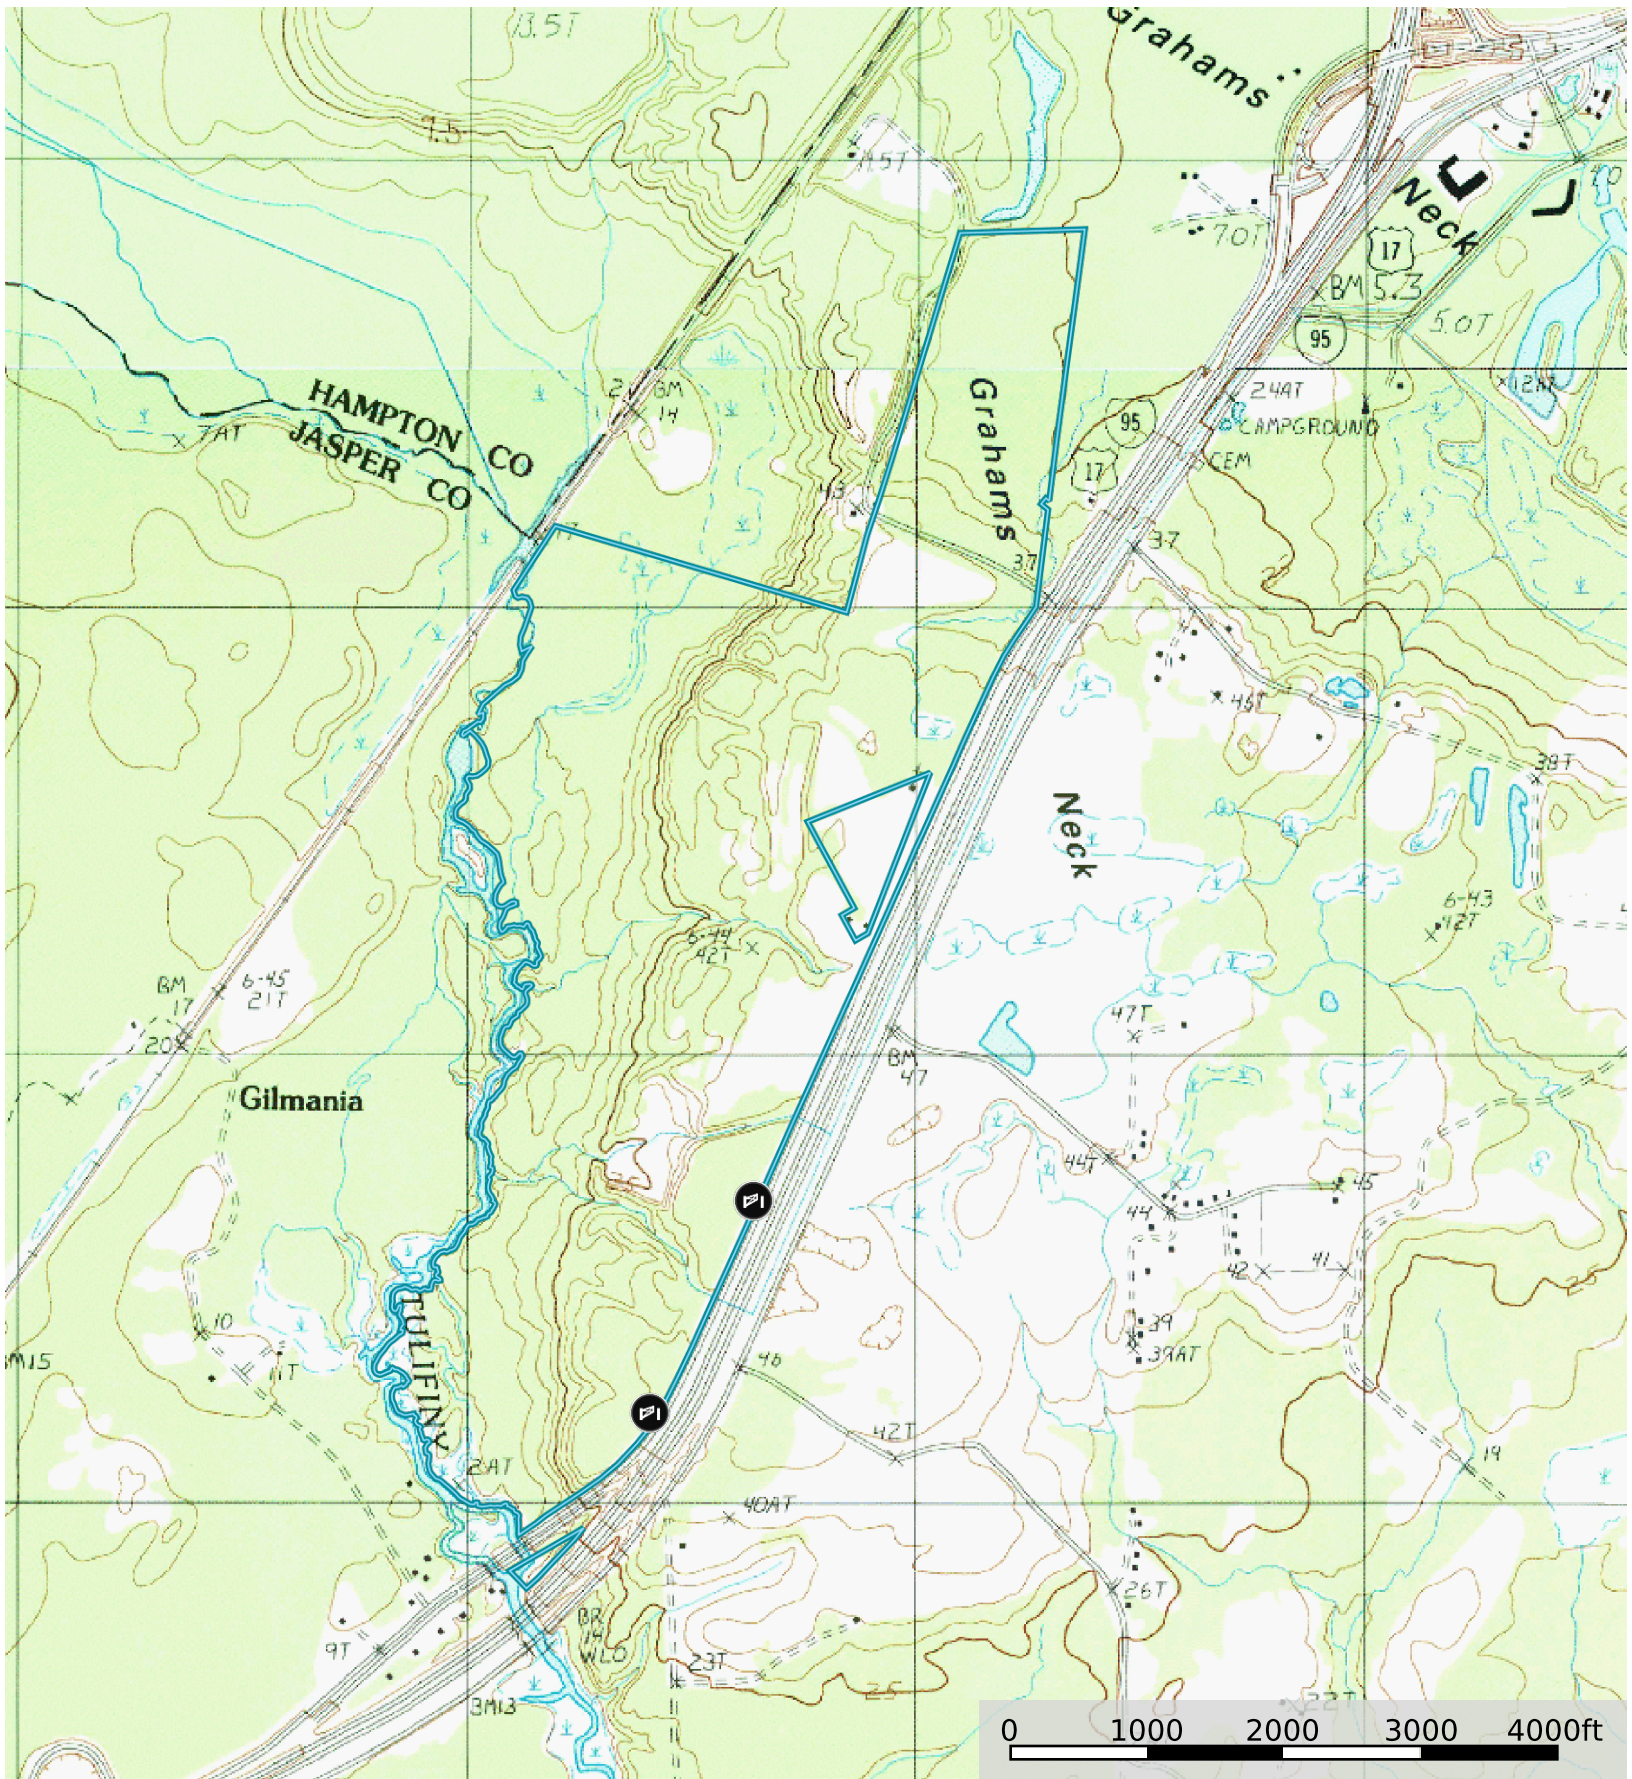 13.5T
Grahams
7.5
11.5T
Neck
17
7.0T
BM 5.3
5.0T
95
HAMPTON CO
JASPER CO
7AT
BM
14
Grahams
95
17
24AT
CAMPGROUND
CEM
12AT
43
37
37
46T
38T
Neck
6-43
42T
6-44
42T
BM
17
6-45
21T
20
47T
BM
47
Gilmania
44T
45
44
42
41
10
11T
BM15
39
39AT
TULIFINY
46
42T
19
2AT
40AT
26T
BR
14
WLO
9T
23T
25
BM13
22T
0 1000 2000 3000 4000ft